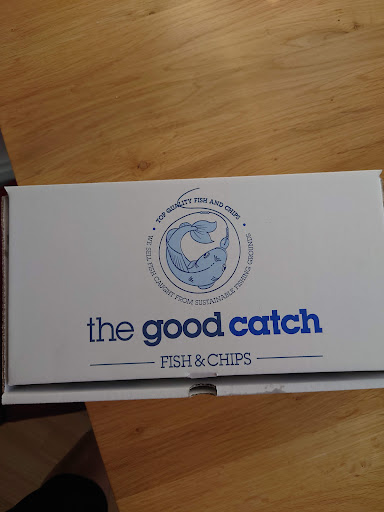 • TOP QUALITY FISH AND CHIPS •
WE SELL FISH CAUGHT FROM SUSTAINABLE FISHING GROUNDS
the good catch
FISH & CHIPS